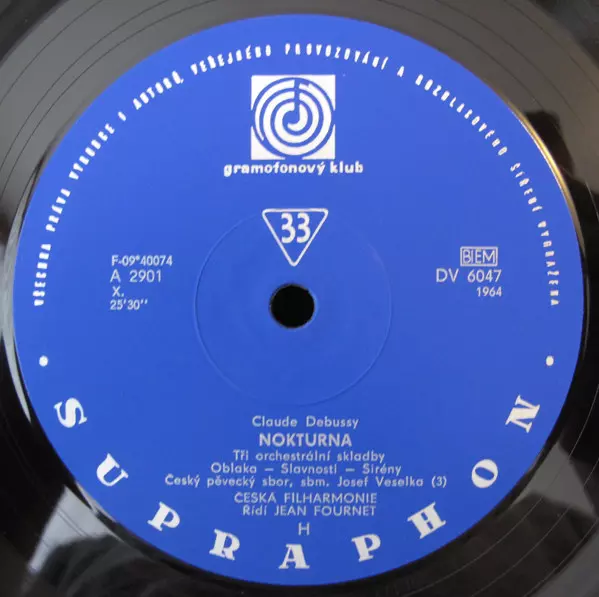 VŠECHNA PRÁVA VÝROBCE I AUTORŮ VEŘEJNÉHO PROVOZOVÁNÍ A ROZHLASOVÉHO ŠÍŘENÍ VYHRAŽENA
gramofonový klub
33
F-09*40074
A 2901
X.
25'30''
BIEM
DV 6047
1964
Claude Debussy
NOKTURNA
Tři orchestrální skladby
Oblaka – Slavnosti – Sirény
Český pěvecký sbor, sbm. Josef Veselka (3)
ČESKÁ FILHARMONIE
Řídí JEAN FOURNET
H
• SUPRAPHON •